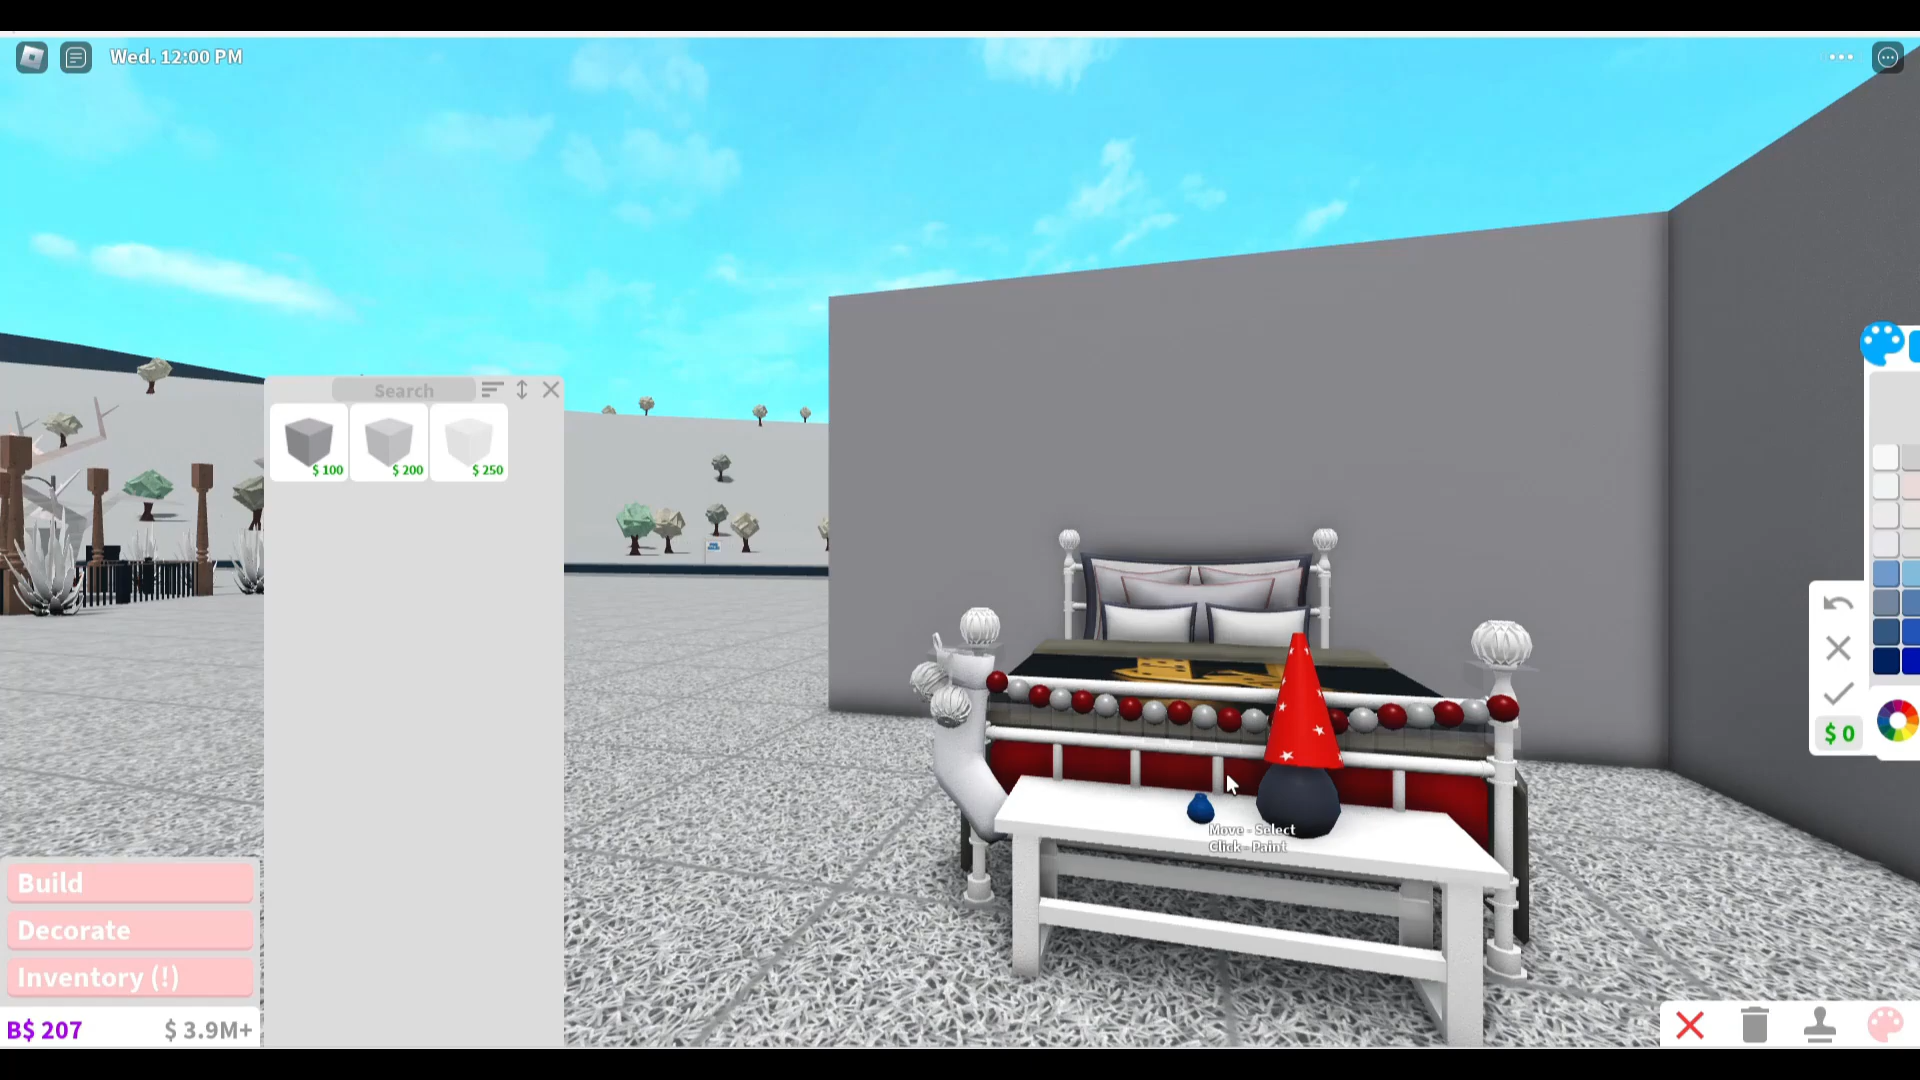 Wed. 12:00 PM
Search
$ 100
$ 200
$ 250
$ 0
Move - Select
Click - Paint
Build
Decorate
Inventory (!)
B$ 207
$ 3.9M+